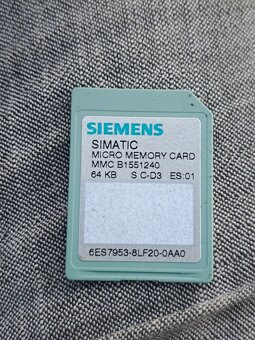 SIEMENS
SIMATIC
MICRO MEMORY CARD
MMC B1551240
64 KB S C-D3 ES:01
6ES7953-8LF20-0AA0